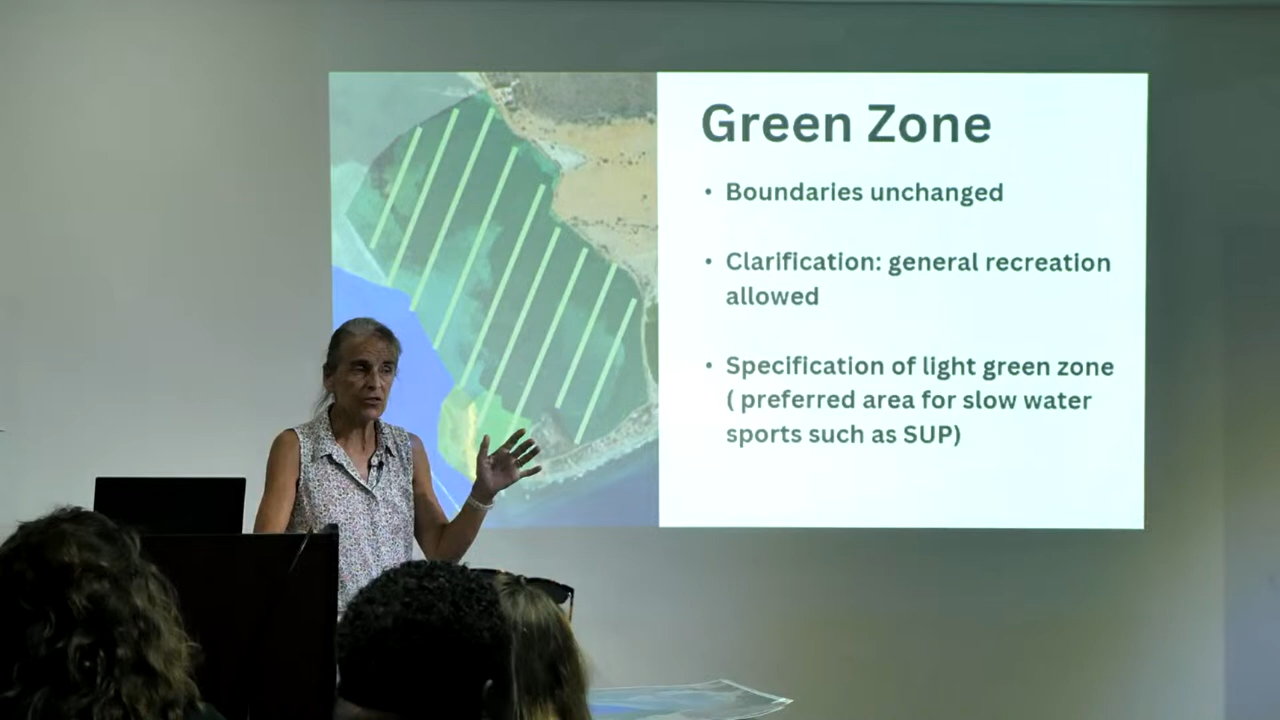 Green Zone
• Boundaries unchanged
• Clarification: general recreation
allowed
• Specification of light green zone
( preferred area for slow water
sports such as SUP)